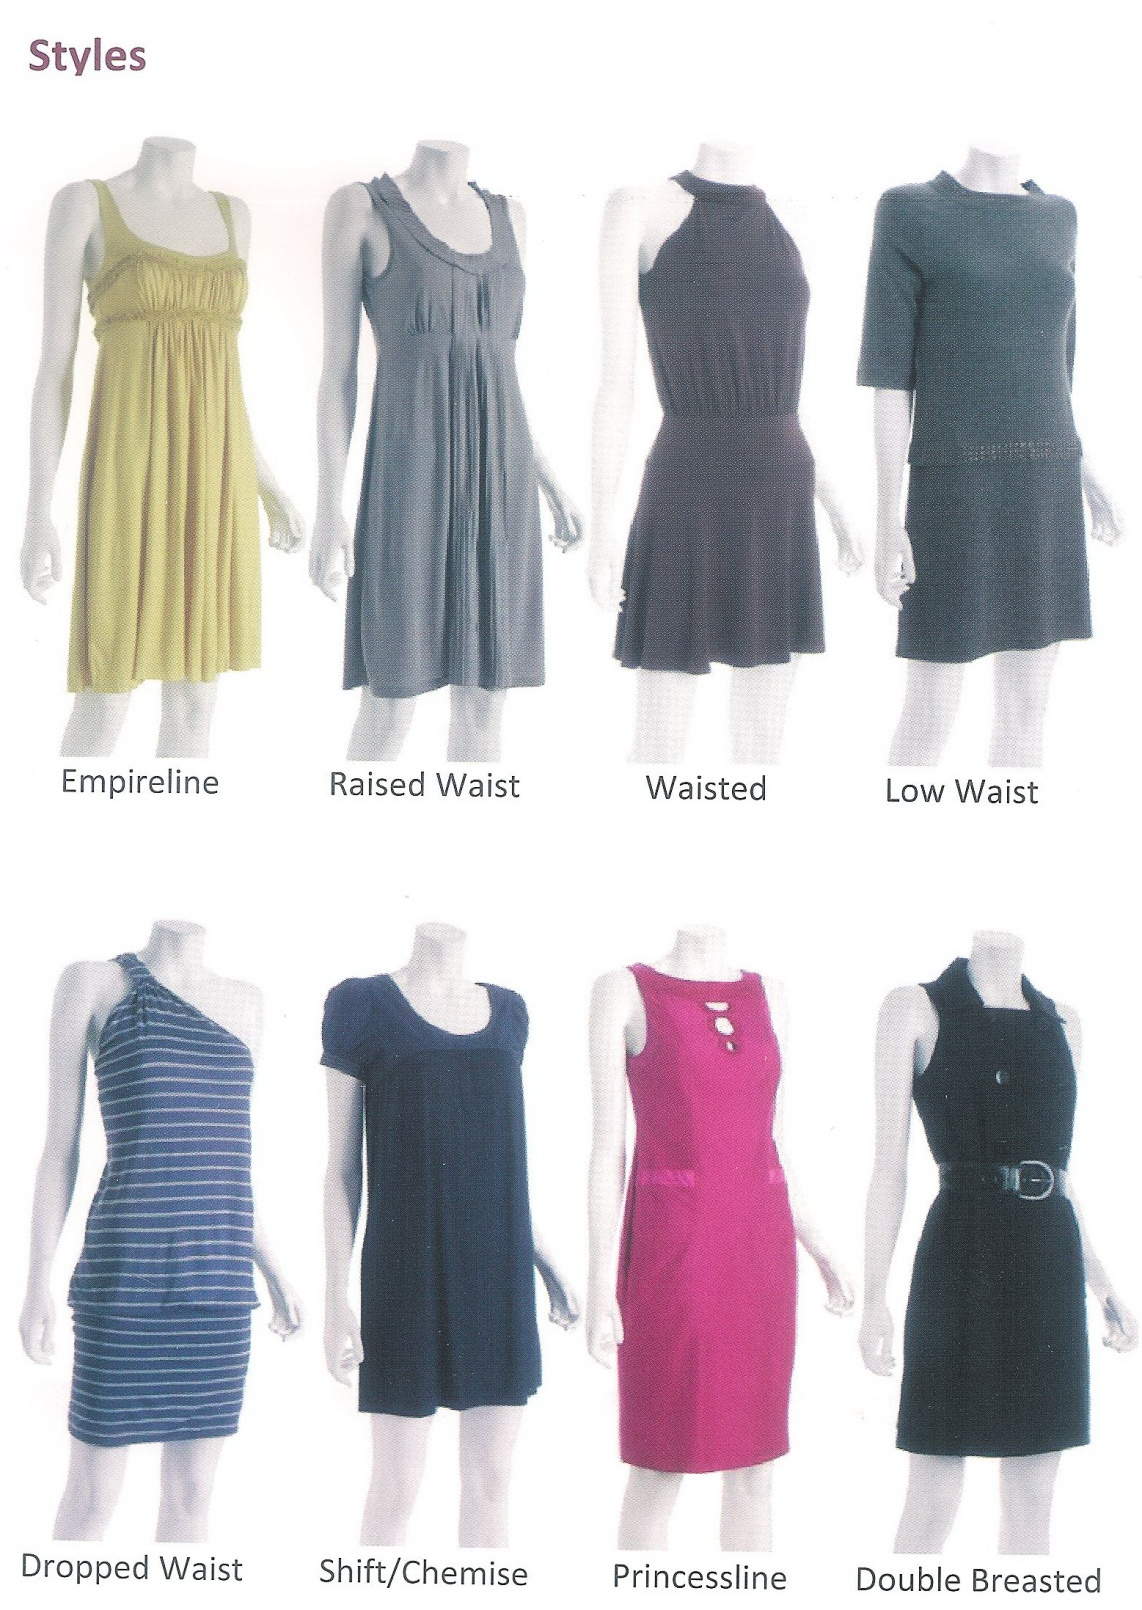 Styles
Empireline
Raised Waist
Waisted
Low Waist
Dropped Waist
Shift/Chemise
Princessline
Double Breasted